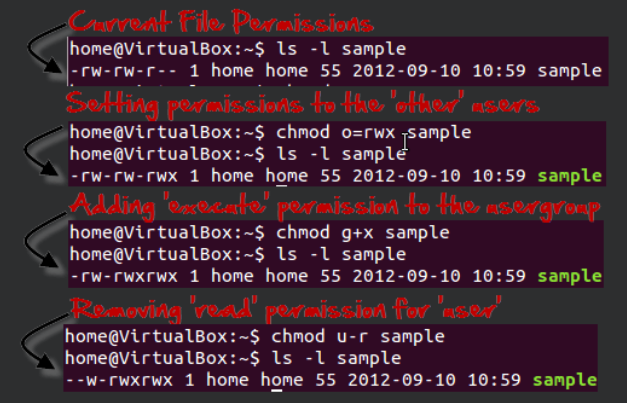 Current File Permissions
home@VirtualBox:~$ ls -l sample
-rw-rw-r-- 1 home home 55 2012-09-10 10:59 sample
Setting permissions to the 'other' users
home@VirtualBox:~$ chmod o=rwx sample
home@VirtualBox:~$ ls -l sample
-rw-rw-rwx 1 home home 55 2012-09-10 10:59 sample
Adding 'execute' permission to the usergroup
home@VirtualBox:~$ chmod g+x sample
home@VirtualBox:~$ ls -l sample
-rw-rwxrwx 1 home home 55 2012-09-10 10:59 sample
Removing 'read' permission for 'user'
home@VirtualBox:~$ chmod u-r sample
home@VirtualBox:~$ ls -l sample
--w-rwxrwx 1 home home 55 2012-09-10 10:59 sample